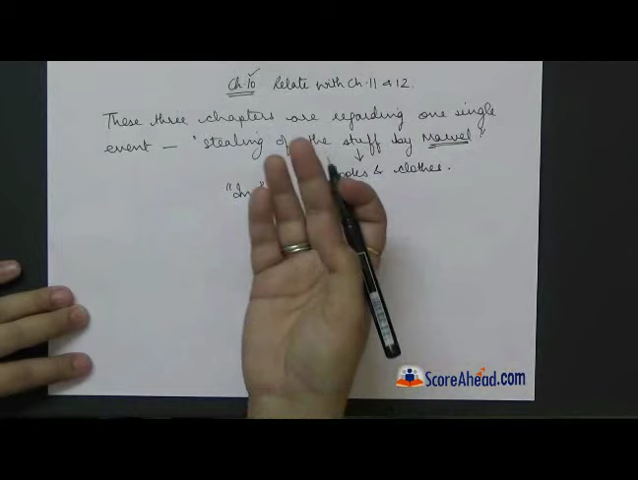 Ch.10 Relate with Ch.11 & 12.
These three chapters are regarding one single
event — 'stealing of the stuff by Marvel'
& clothes.
ScoreAhead.com